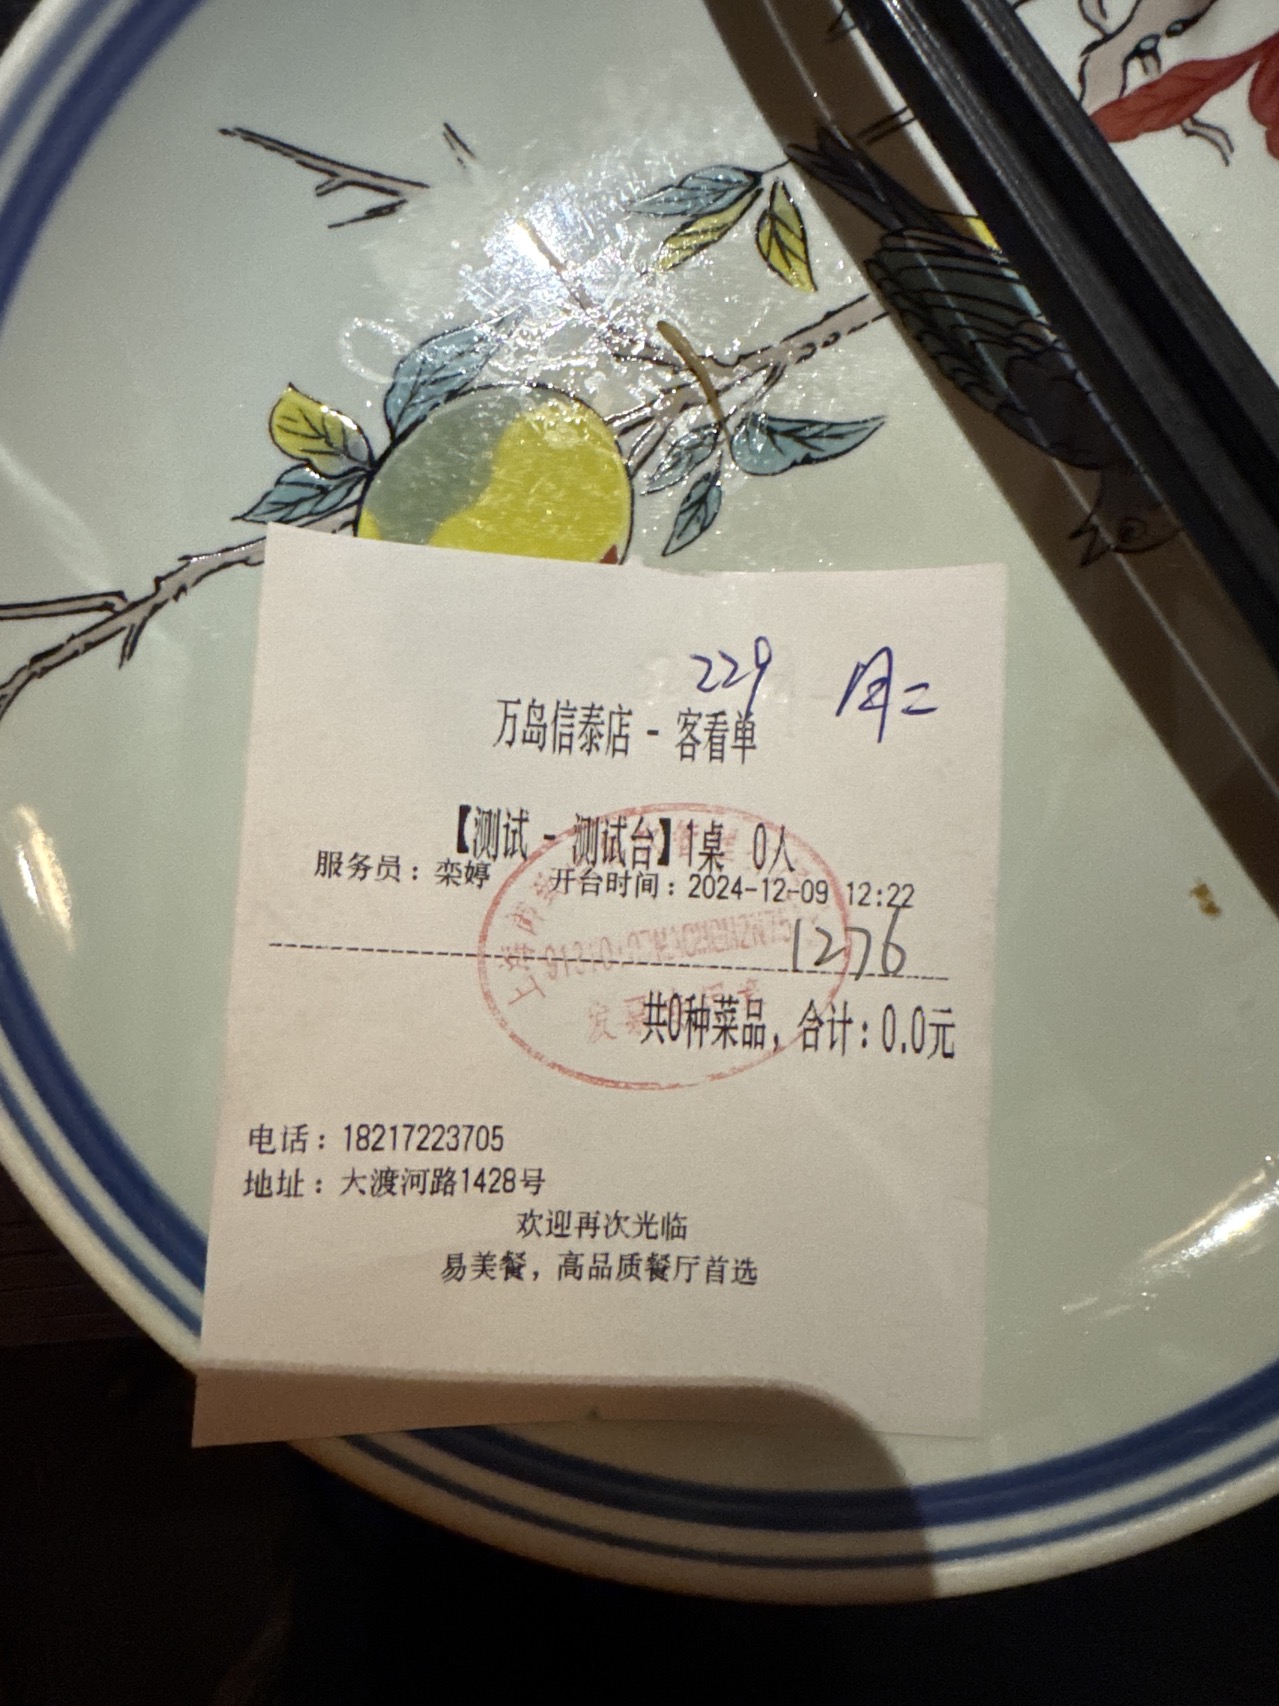 229 周二
万岛信泰店 - 客看单
【测试 - 测试台】1桌 0人
服务员：栾婷 开台时间：2024-12-09 12:22
1276
共0种菜品，合计：0.0元
电话：18217223705
地址：大渡河路1428号
欢迎再次光临
易美餐，高品质餐厅首选